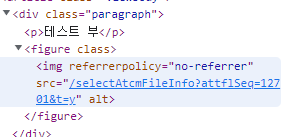 <div class="paragraph">
<p>테스트 부</p>
<figure class>
<img referrerpolicy="no-referrer"
src="/selectAtcmFileInfo?attflSeq=127
01&t=y" alt>
</figure>
</div>